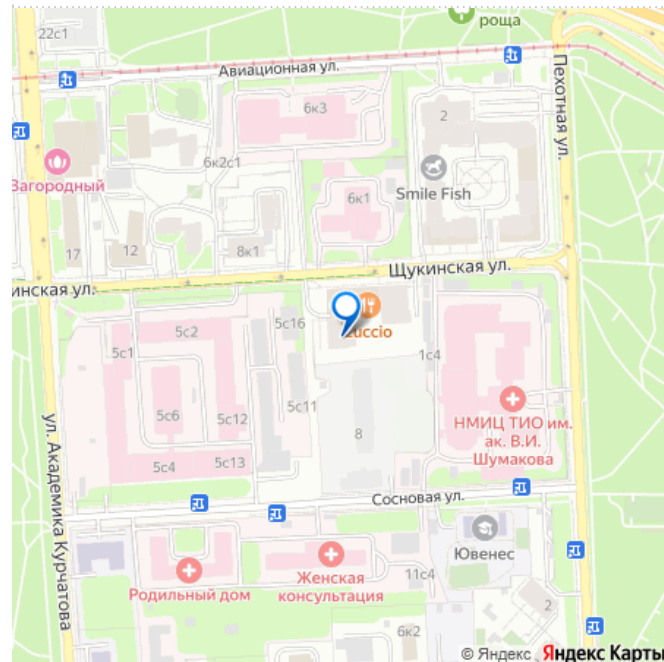 роща
22с1
Авиационная ул.
6к3
2
Пехотная ул.
6к2с1
Smile Fish
Загородный
6к1
17
12
8к1
Щукинская ул.
инская ул.
5с16
5с2
5с1
1с4
5с6
5с12
5с11
8
НМИЦ ТИО им.
ак. В.И.
Шумакова
5с4
5с13
ул. Академика Курчатова
Сосновая ул.
Ювенес
Родильный дом
Женская
консультация
11с4
2
6к2
© Яндекс Яндекс Карты